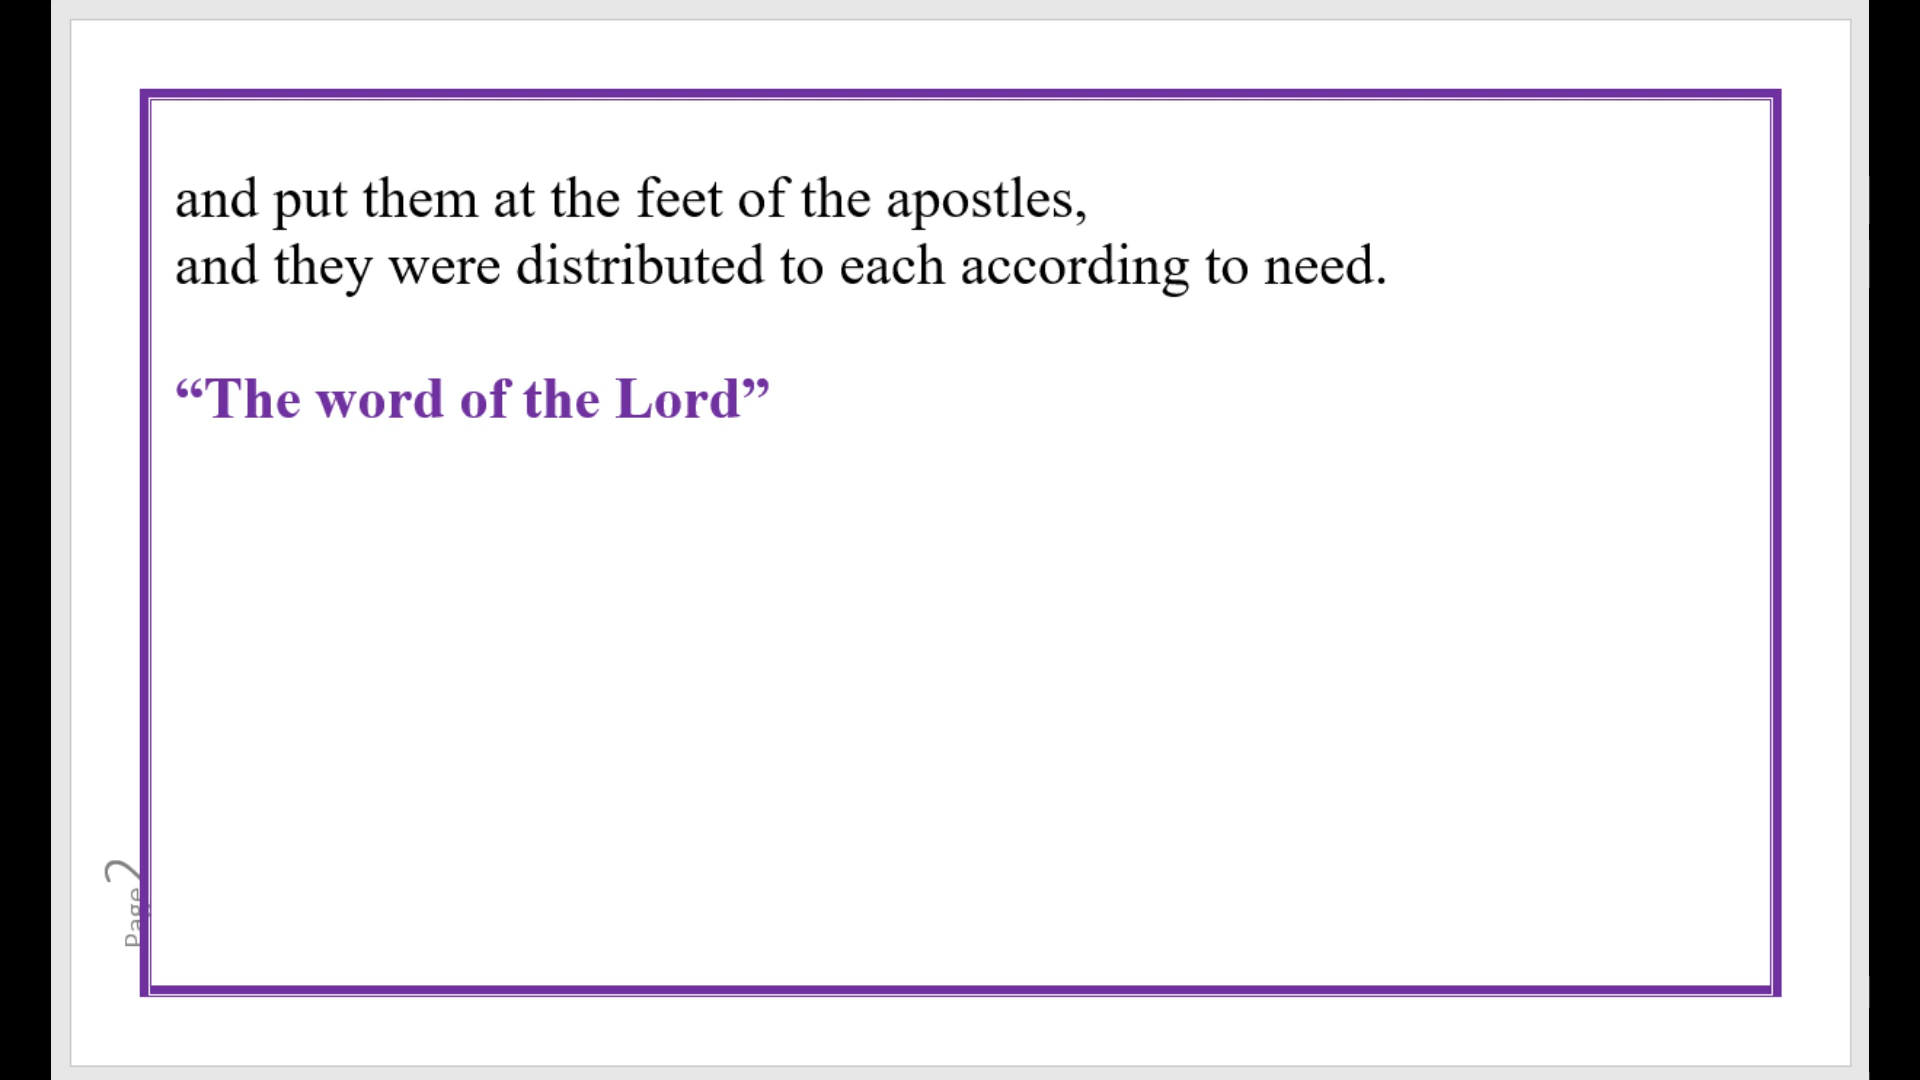 and put them at the feet of the apostles,
and they were distributed to each according to need.
“The word of the Lord”
Page 2